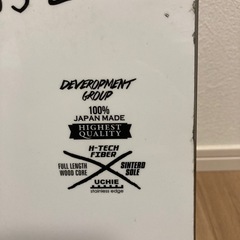 DEVEROPMENT
GROUP
100%
JAPAN MADE
HIGHEST
QUALITY
H-TECH
FIBER
FULL LENGTH
WOOD CORE
SINTERD
SOLE
UCHIE
stainless edge